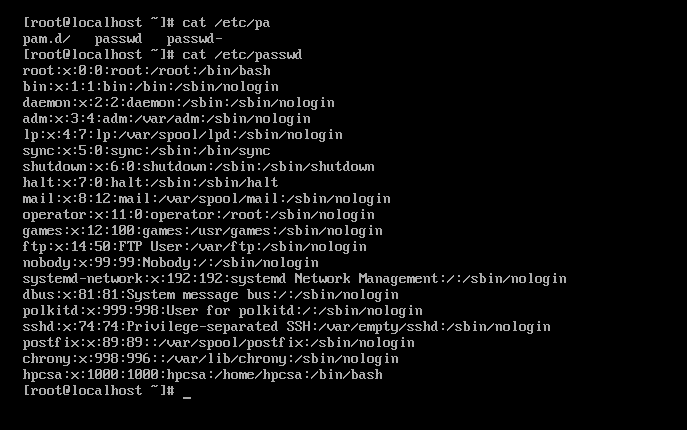 [root@localhost ~]# cat /etc/pa
pam.d/   passwd   passwd-
[root@localhost ~]# cat /etc/passwd
root:x:0:0:root:/root:/bin/bash
bin:x:1:1:bin:/bin:/sbin/nologin
daemon:x:2:2:daemon:/sbin:/sbin/nologin
adm:x:3:4:adm:/var/adm:/sbin/nologin
lp:x:4:7:lp:/var/spool/lpd:/sbin/nologin
sync:x:5:0:sync:/sbin:/bin/sync
shutdown:x:6:0:shutdown:/sbin:/sbin/shutdown
halt:x:7:0:halt:/sbin:/sbin/halt
mail:x:8:12:mail:/var/spool/mail:/sbin/nologin
operator:x:11:0:operator:/root:/sbin/nologin
games:x:12:100:games:/usr/games:/sbin/nologin
ftp:x:14:50:FTP User:/var/ftp:/sbin/nologin
nobody:x:99:99:Nobody:/:/sbin/nologin
systemd-network:x:192:192:systemd Network Management:/:/sbin/nologin
dbus:x:81:81:System message bus:/:/sbin/nologin
polkitd:x:999:998:User for polkitd:/:/sbin/nologin
sshd:x:74:74:Privilege-separated SSH:/var/empty/sshd:/sbin/nologin
postfix:x:89:89::/var/spool/postfix:/sbin/nologin
chrony:x:998:996::/var/lib/chrony:/sbin/nologin
hpcsa:x:1000:1000:hpcsa:/home/hpcsa:/bin/bash
[root@localhost ~]# _